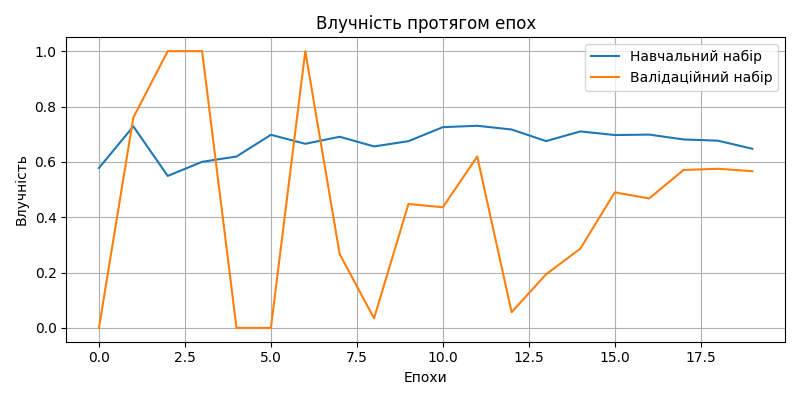 Влучність протягом епох
Навчальний набір
Валідаційний набір
Влучність
1.0
0.8
0.6
0.4
0.2
0.0
0.0 2.5 5.0 7.5 10.0 12.5 15.0 17.5
Епохи